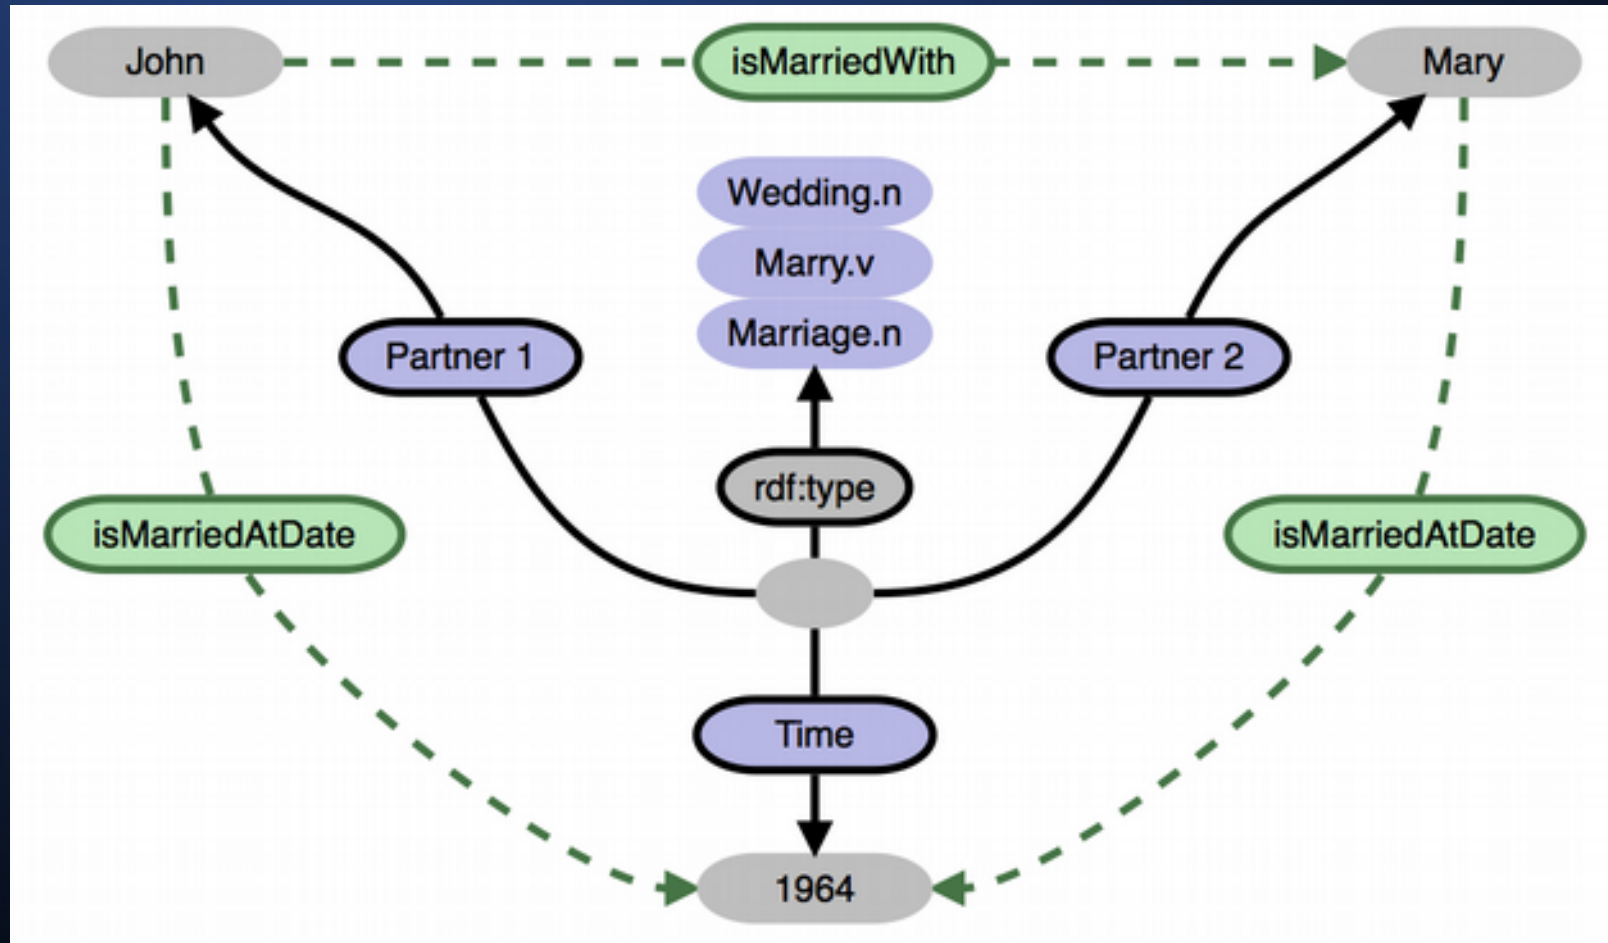 John
isMarriedWith
Mary
Wedding.n
Marry.v
Marriage.n
Partner 1
Partner 2
rdf:type
isMarriedAtDate
isMarriedAtDate
Time
1964